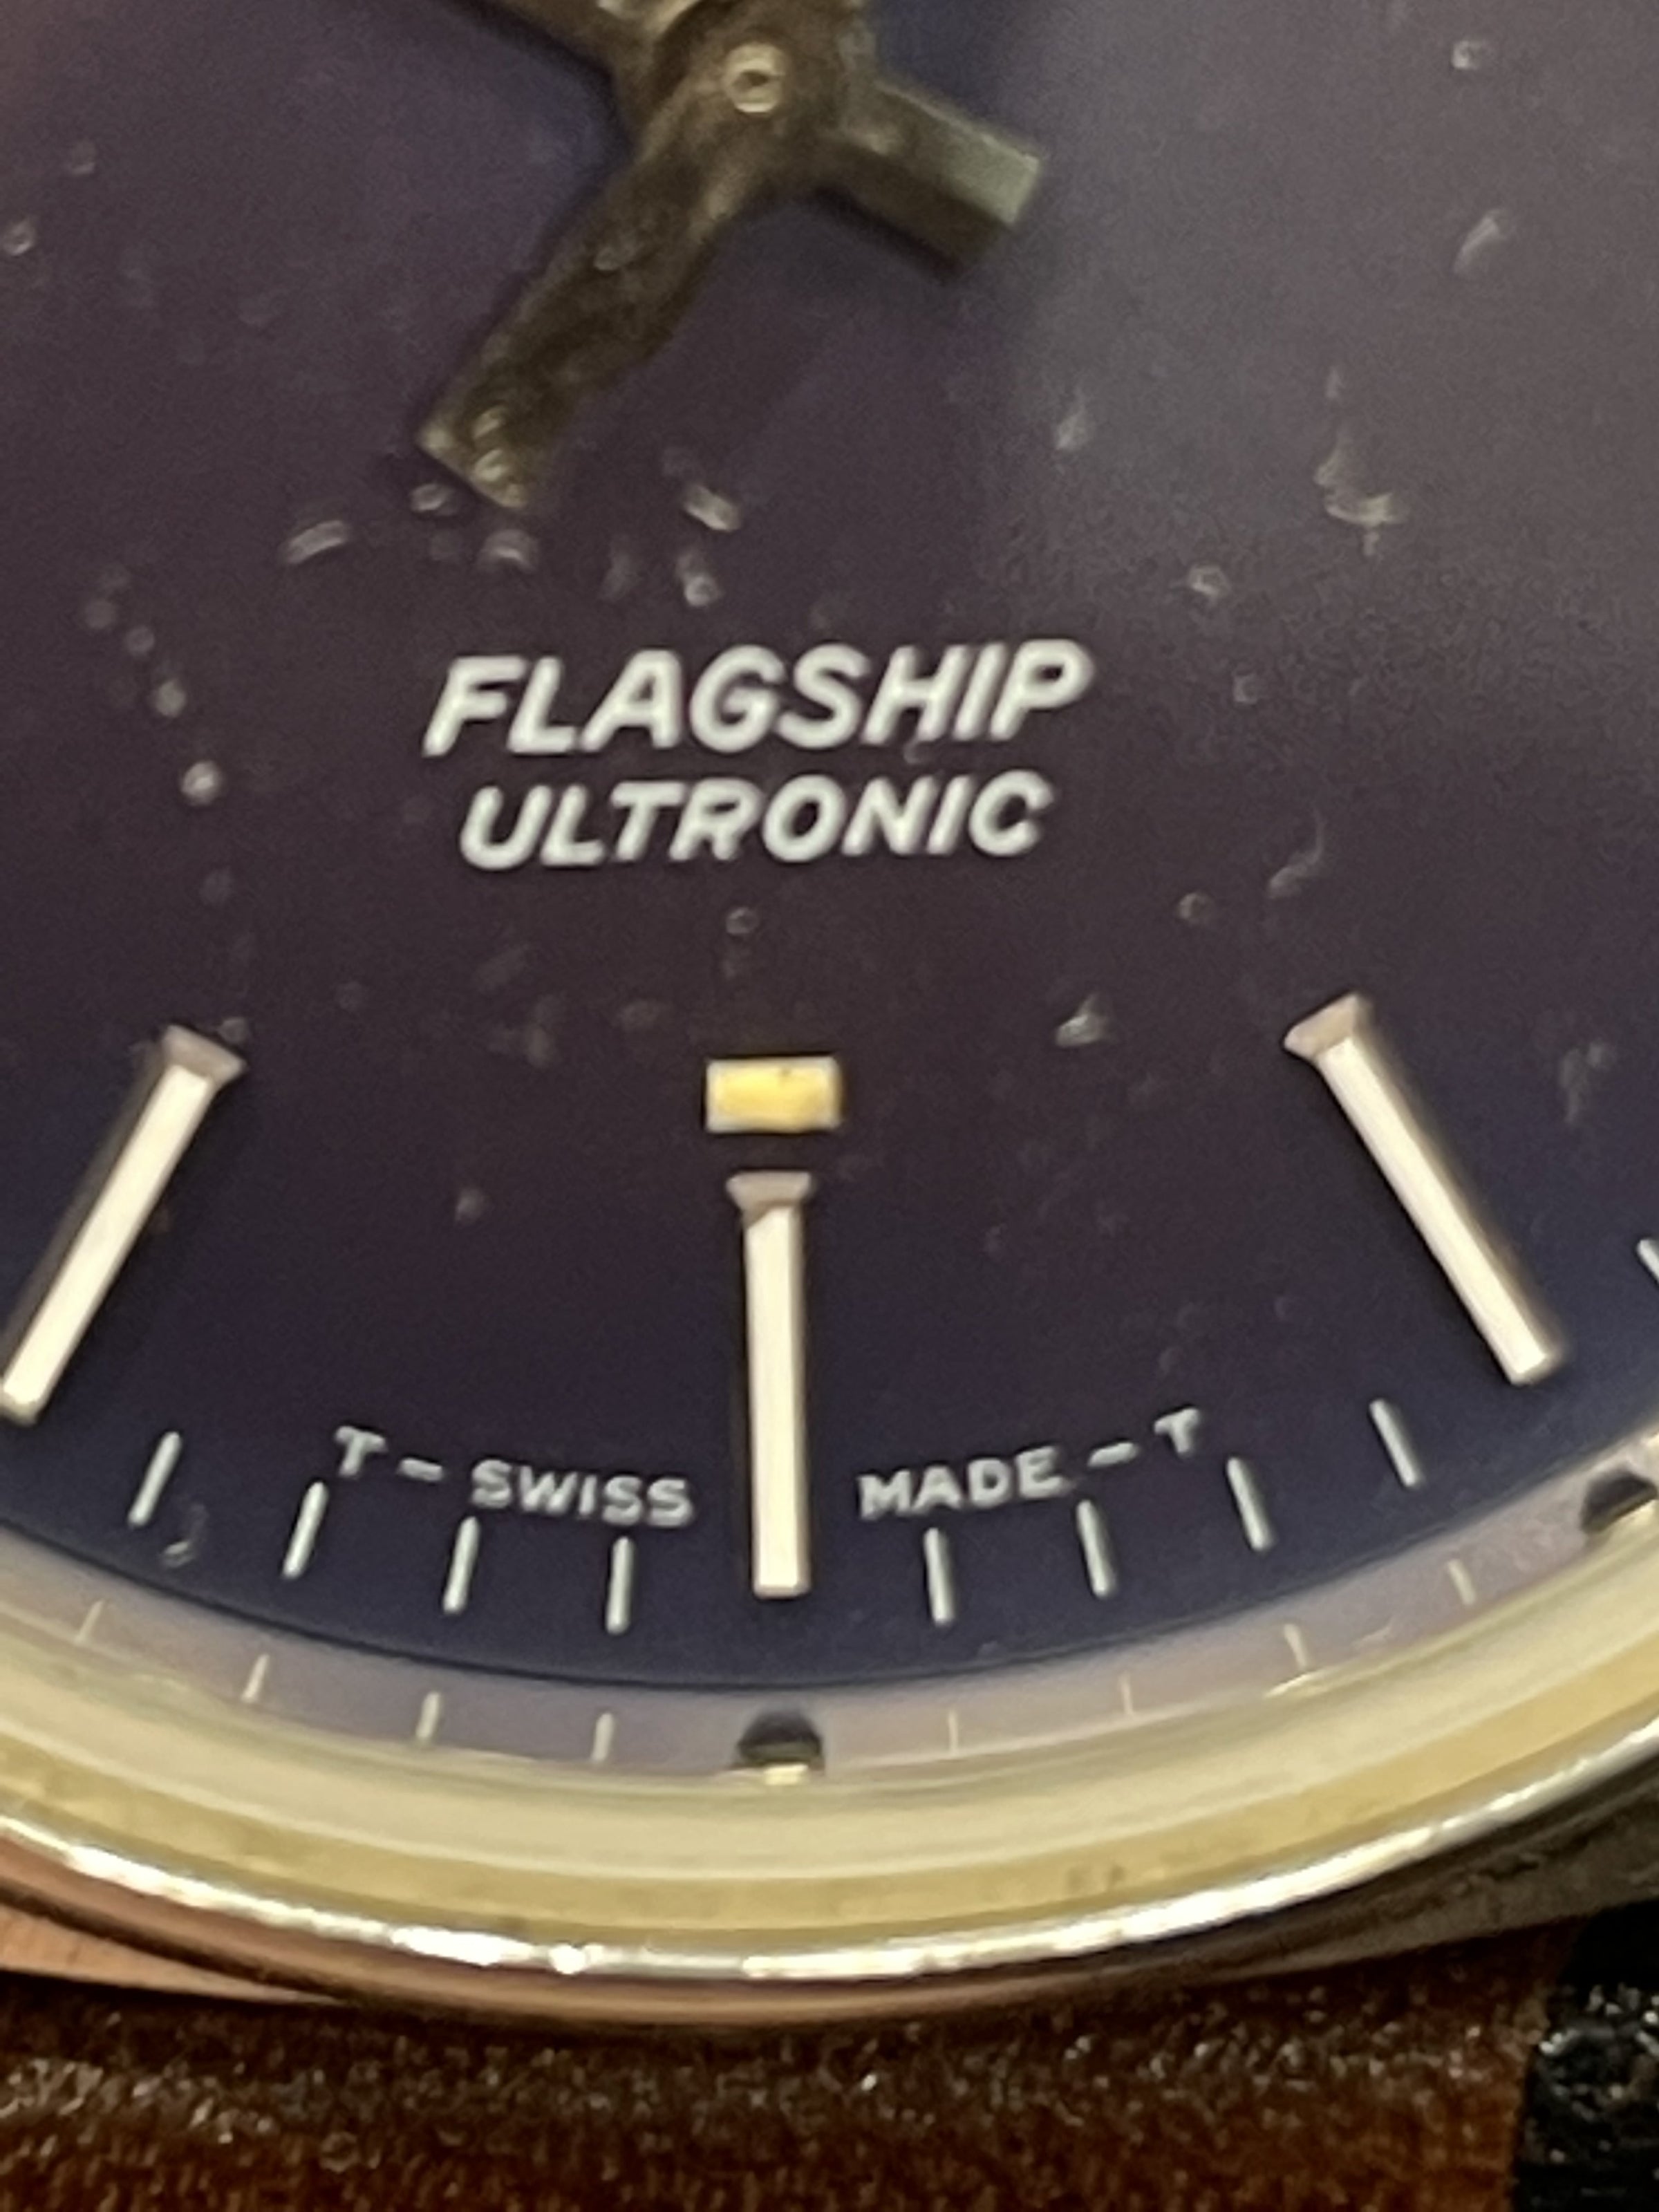 FLAGSHIP
ULTRONIC
T – SWISS MADE – T